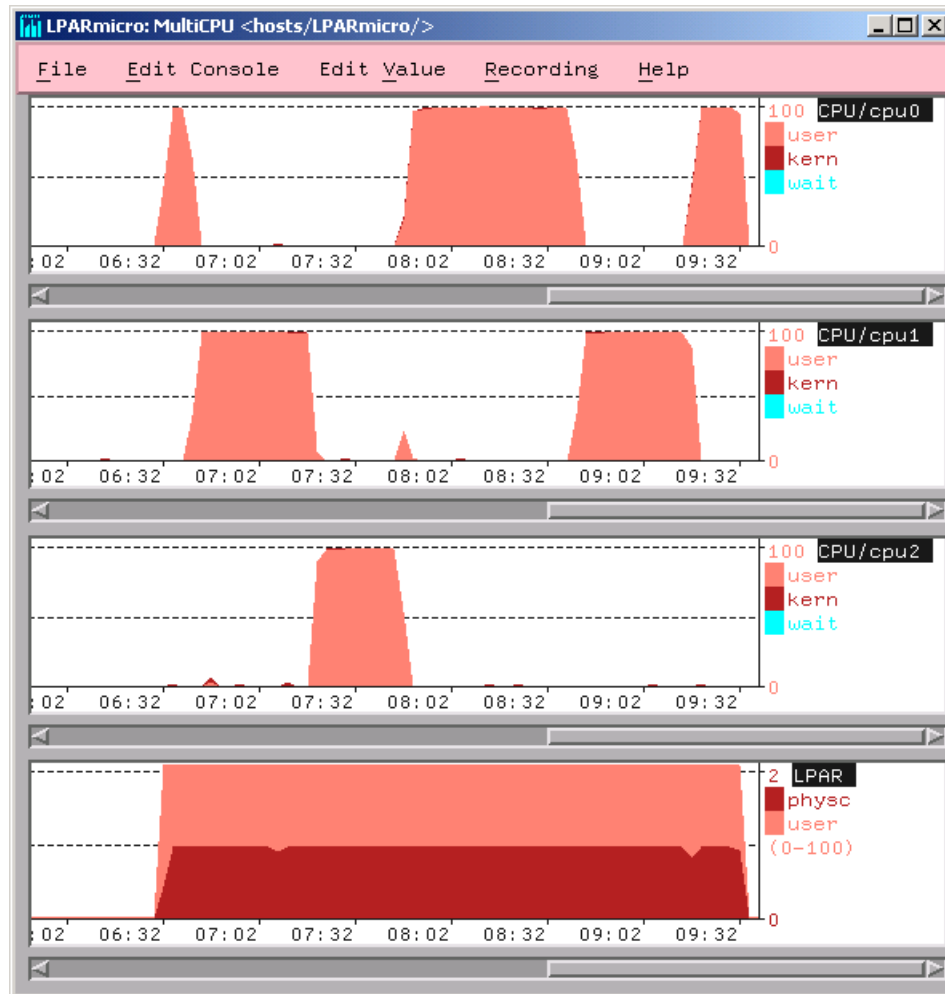 LPARmicro: MultiCPU <hosts/LPARmicro/>
File Edit Console Edit Value Recording Help
100 CPU/cpu0
user
kern
wait
0
:02 06:32 07:02 07:32 08:02 08:32 09:02 09:32
100 CPU/cpu1
user
kern
wait
0
:02 06:32 07:02 07:32 08:02 08:32 09:02 09:32
100 CPU/cpu2
user
kern
wait
0
:02 06:32 07:02 07:32 08:02 08:32 09:02 09:32
2 LPAR
physc
user
(0-100)
0
:02 06:32 07:02 07:32 08:02 08:32 09:02 09:32